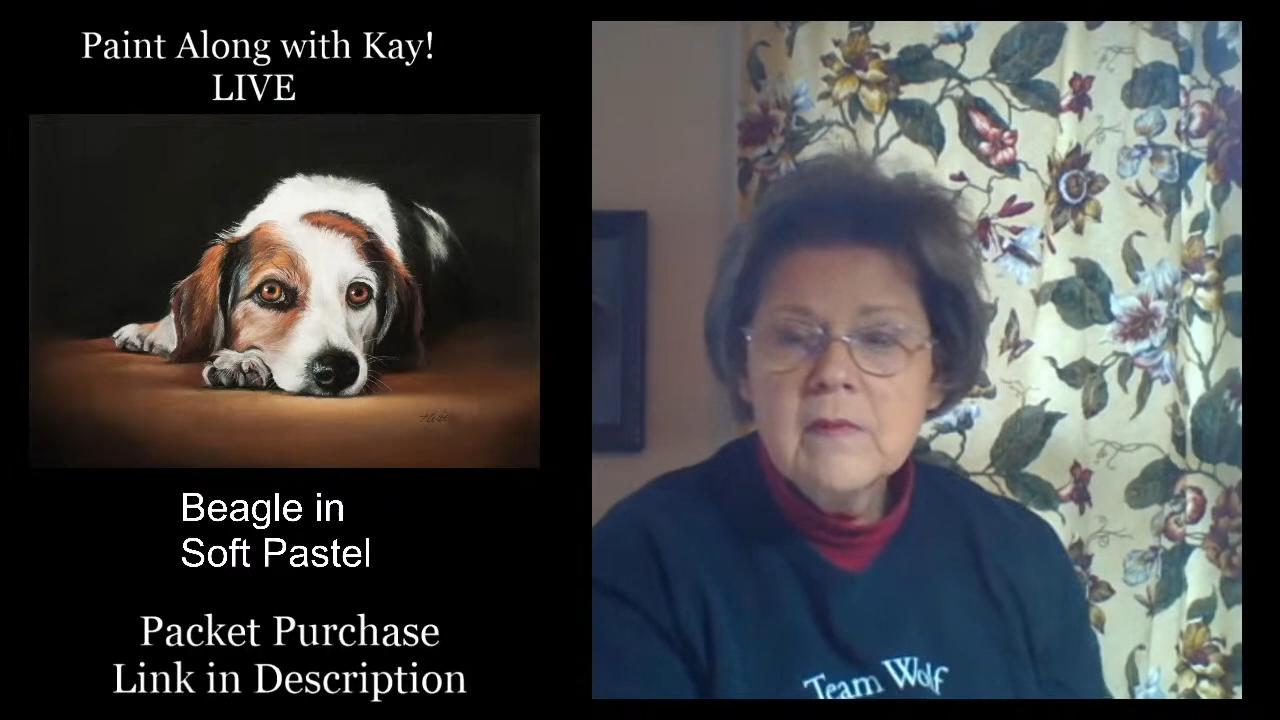 Paint Along with Kay!
LIVE
Beagle in
Soft Pastel
Packet Purchase
Link in Description
Team Wolf